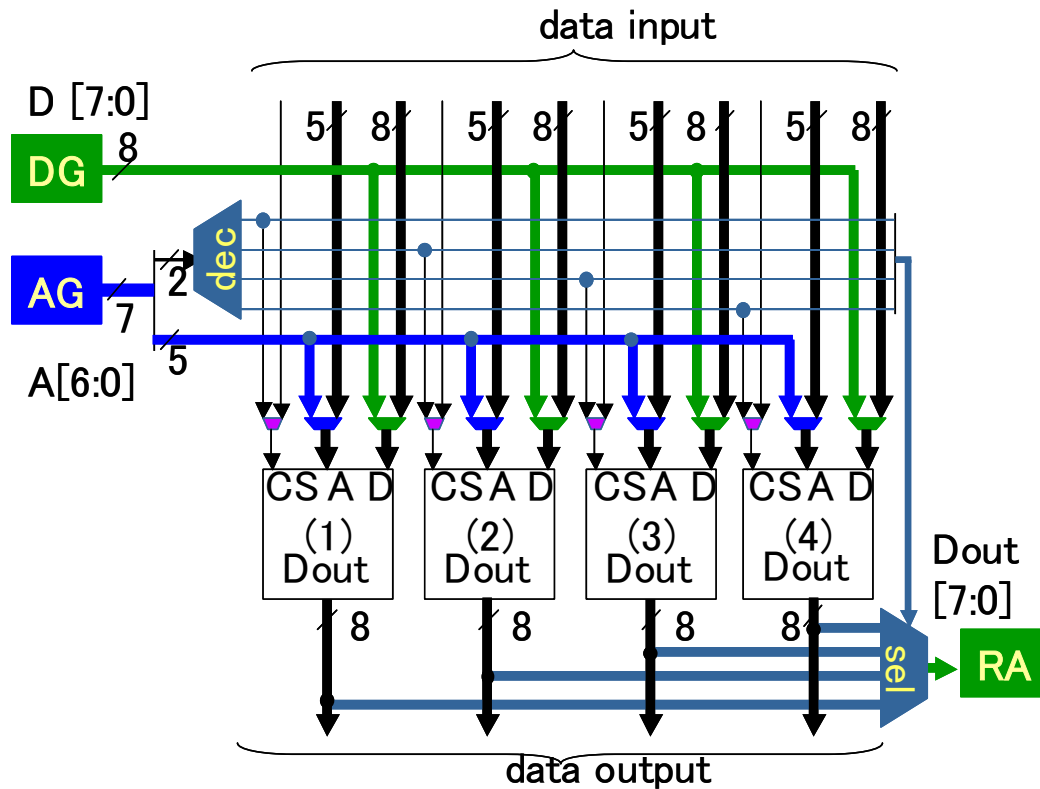 data input
D [7:0]
5 8 5 8 5 8 5 8
8
DG
dec
2
AG
7
5
A[6:0]
CS A D
(1)
Dout
CS A D
(2)
Dout
CS A D
(3)
Dout
CS A D
(4)
Dout
Dout
[7:0]
8 8 8 8
sel
RA
data output